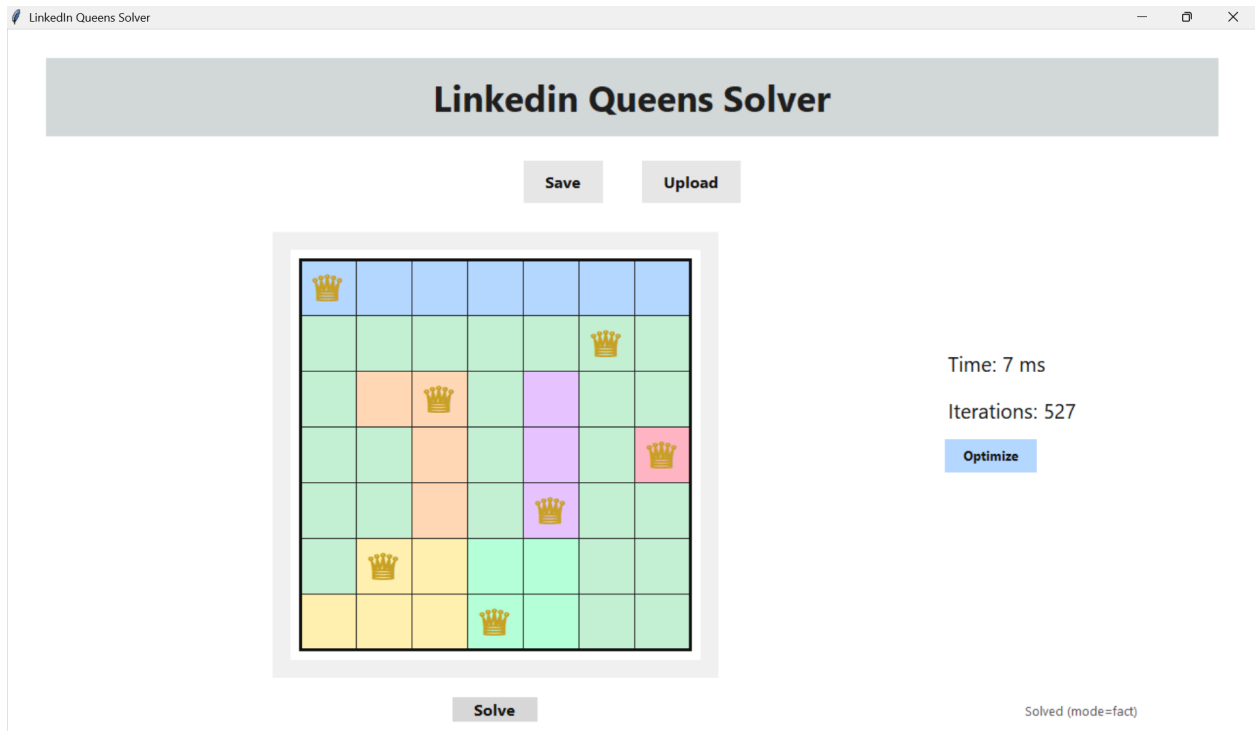 LinkedIn Queens Solver
Linkedin Queens Solver
Save
Upload
Time: 7 ms
Iterations: 527
Optimize
Solve
Solved (mode=fact)